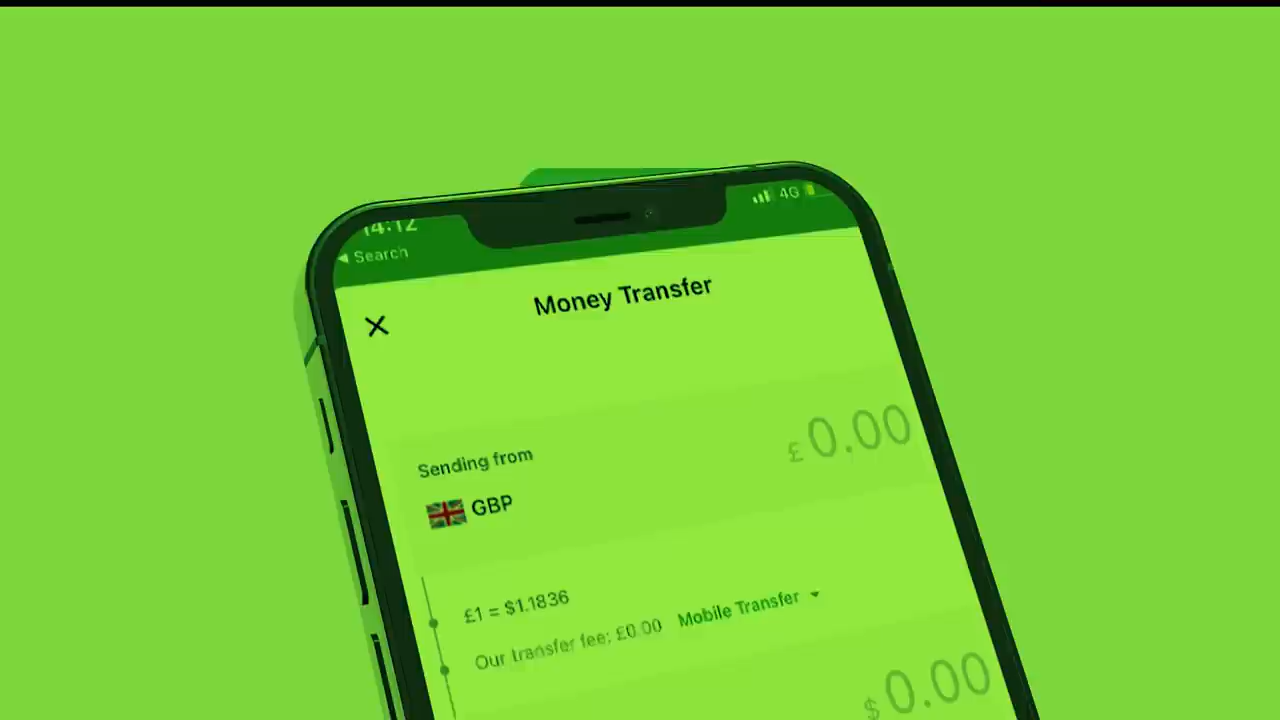 14:12
4G
◀ Search
Money Transfer
£0.00
Sending from
GBP
£1 = $1.1836
Our transfer fee: £0.00 Mobile Transfer
$0.00